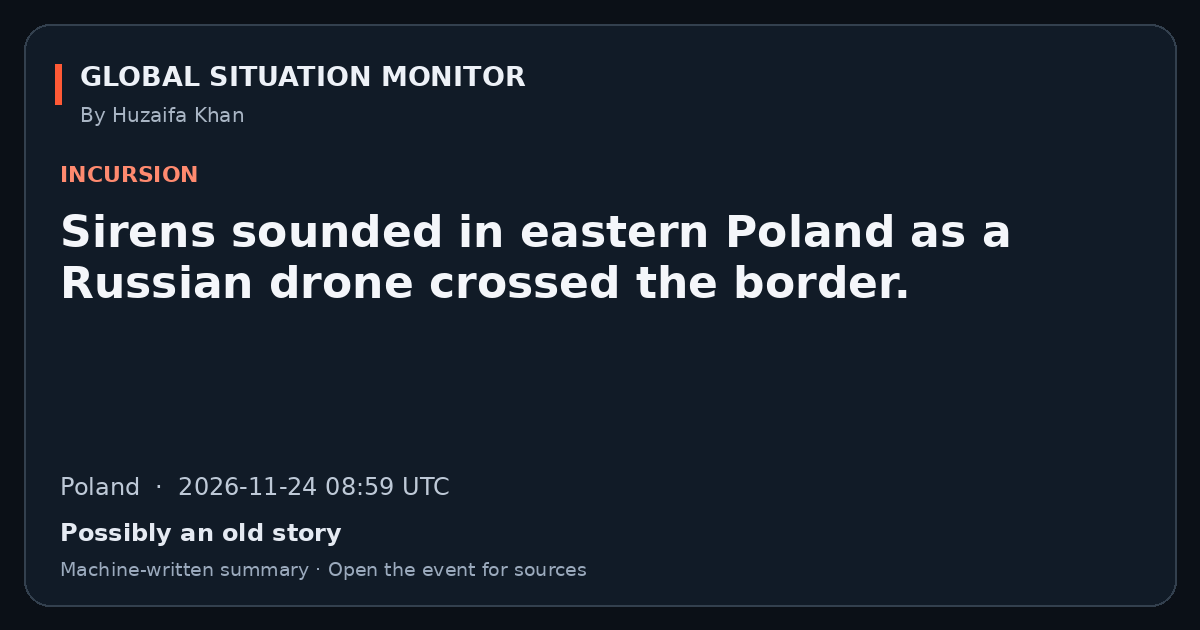 GLOBAL SITUATION MONITOR
By Huzaifa Khan
INCURSION
Sirens sounded in eastern Poland as a
Russian drone crossed the border.
Poland · 2026-11-24 08:59 UTC
Possibly an old story
Machine-written summary · Open the event for sources